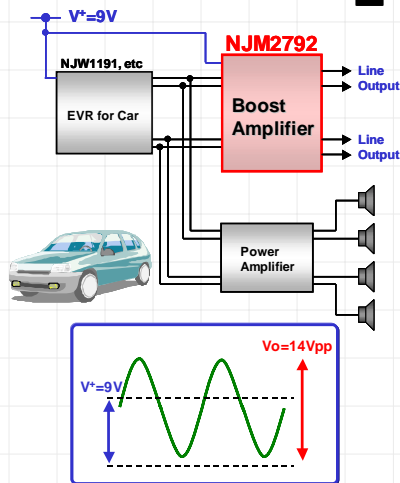 V+=9V
NJM2792
NJW1191, etc
EVR for Car
Boost
Amplifier
Line
Output
Line
Output
Power
Amplifier
Vo=14Vpp
V+=9V